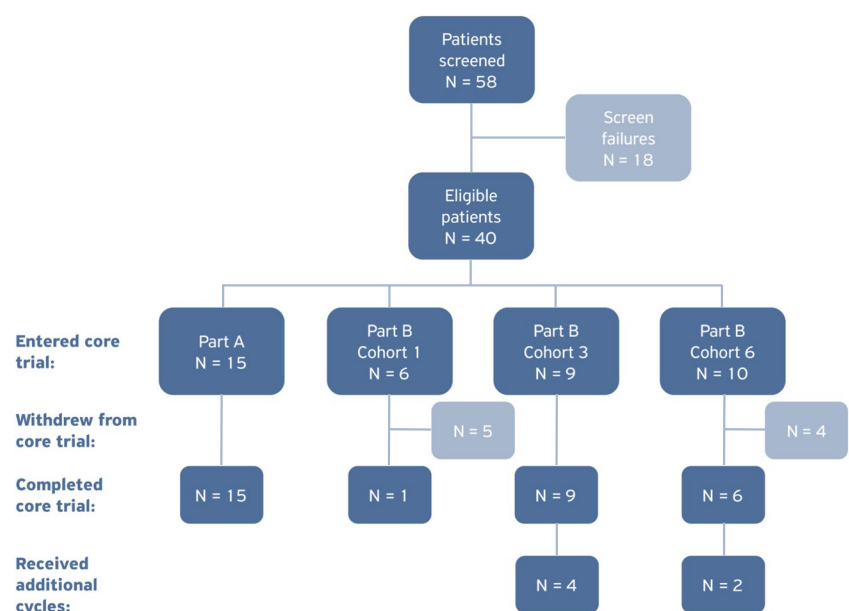 Patients
screened
N = 58
Screen
failures
N = 18
Eligible
patients
N = 40
Entered core
trial:
Part A
N = 15
Part B
Cohort 1
N = 6
Part B
Cohort 3
N = 9
Part B
Cohort 6
N = 10
Withdrew from
core trial:
N = 5
N = 4
Completed
core trial:
N = 15
N = 1
N = 9
N = 6
Received
additional
cycles:
N = 4
N = 2